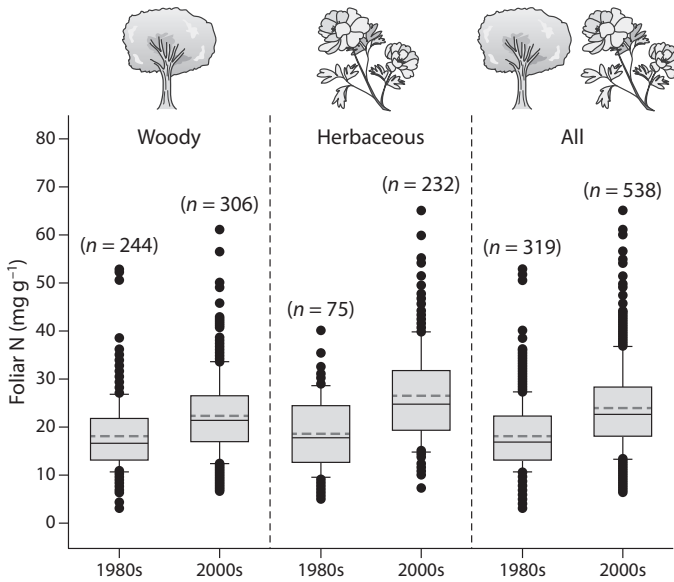 Woody Herbaceous All
Foliar N (mg g⁻¹)
80
70
60
50
40
30
20
10
0
(n = 244)
(n = 306)
(n = 75)
(n = 232)
(n = 319)
(n = 538)
1980s 2000s 1980s 2000s 1980s 2000s